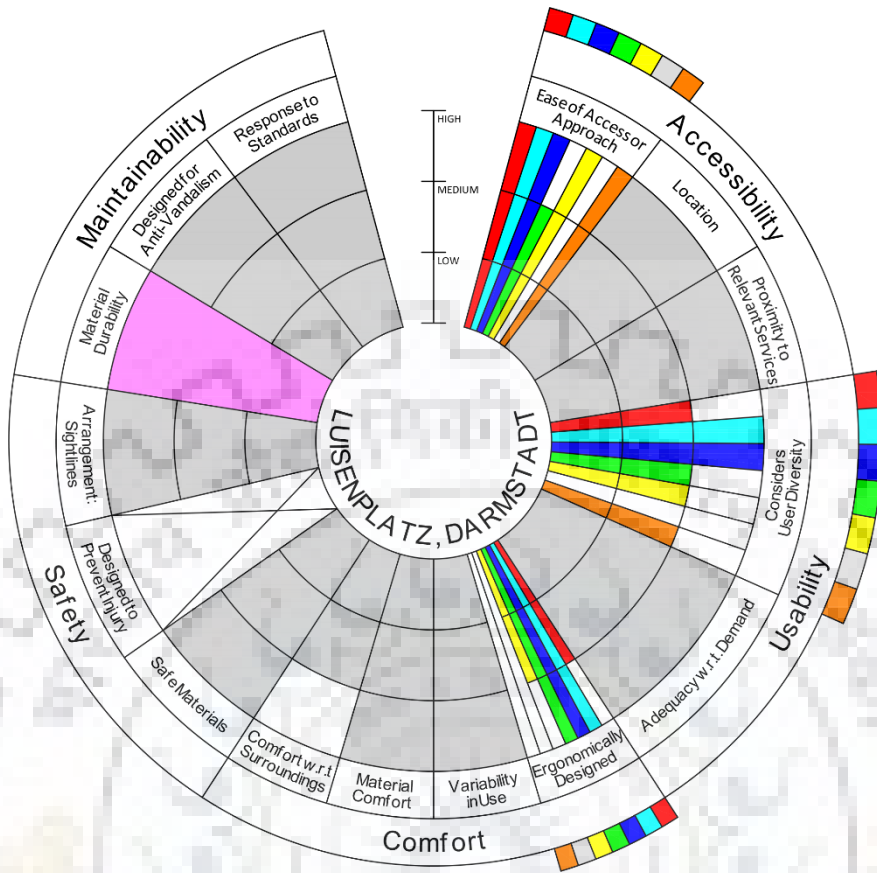 Maintainability
Response to
Standards
Designed for
Anti-Vandalism
Material
Durability
HIGH
MEDIUM
LOW
Accessibility
Ease of Access or
Approach
Location
Proximity to
Relevant Services
Usability
Considers
User Diversity
Adequacy w.r.t. Demand
Comfort
Ergonomically
Designed
Variability
in Use
Material
Comfort
Comfort w.r.t
Surroundings
Safety
Safe Materials
Designed to
Prevent Injury
Arrangement:
Sightlines
LUISENPLATZ, DARMSTADT